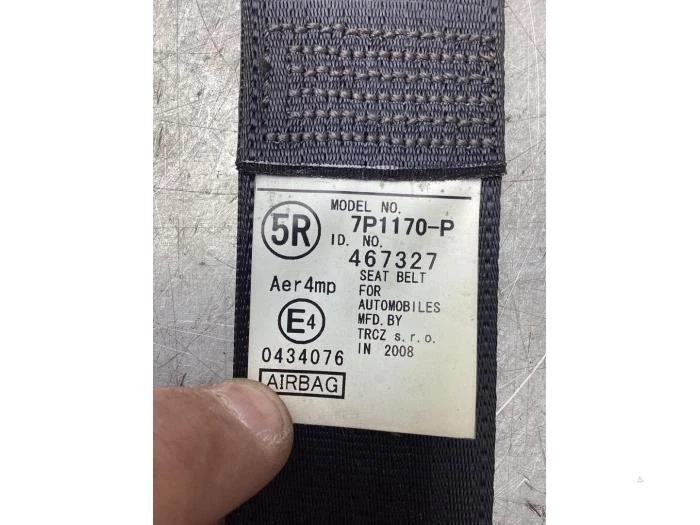 MODEL NO.
5R
7P1170-P
ID. NO.
467327
Aer4mp
SEAT BELT
FOR
AUTOMOBILES
E4
MFD. BY
TRCZ s.r.o.
0434076
IN 2008
AIRBAG